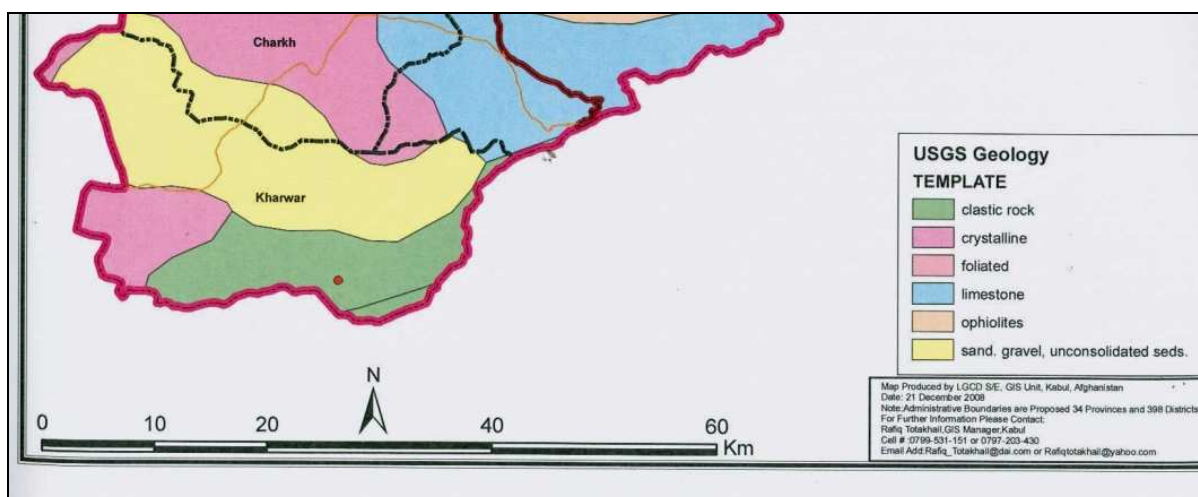 Charkh
Kharwar
USGS Geology
TEMPLATE
clastic rock
crystalline
foliated
limestone
ophiolites
sand. gravel, unconsolidated seds.
N
0 10 20 40 60
Km
Map Produced by LGCD S/E, GIS Unit, Kabul, Afghanistan
Date: 21 December 2008
Note:Administrative Boundaries are Proposed 34 Provinces and 398 Districts
For Further Information Please Contact:
Rafiq Totakhail,GIS Manager,Kabul
Cell # :0799-531-151 or 0797-203-430
Email Add:Rafiq_Totakhail@dai.com or Rafiqtotakhail@yahoo.com